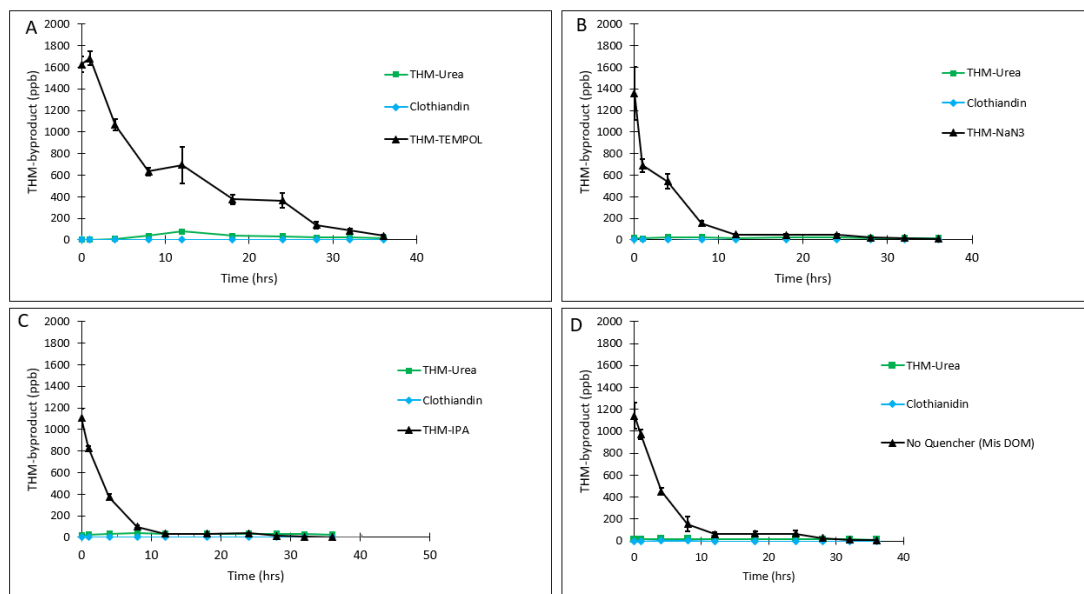 A
2000
1800
1600
1400
1200
1000
800
600
400
200
0
THM-byproduct (ppb)
0
10
20
30
40
Time (hrs)
THM-Urea
Clothiandin
THM-TEMPOL
B
2000
1800
1600
1400
1200
1000
800
600
400
200
0
THM-byproduct (ppb)
0
10
20
30
40
Time (hrs)
THM-Urea
Clothiandin
THM-NaN3
C
2000
1800
1600
1400
1200
1000
800
600
400
200
0
THM-byproduct (ppb)
0
10
20
30
40
50
Time (hrs)
THM-Urea
Clothiandin
THM-IPA
D
2000
1800
1600
1400
1200
1000
800
600
400
200
0
THM-byproduct (ppb)
0
10
20
30
40
Time (hrs)
THM-Urea
Clothianidin
No Quencher (Mis DOM)